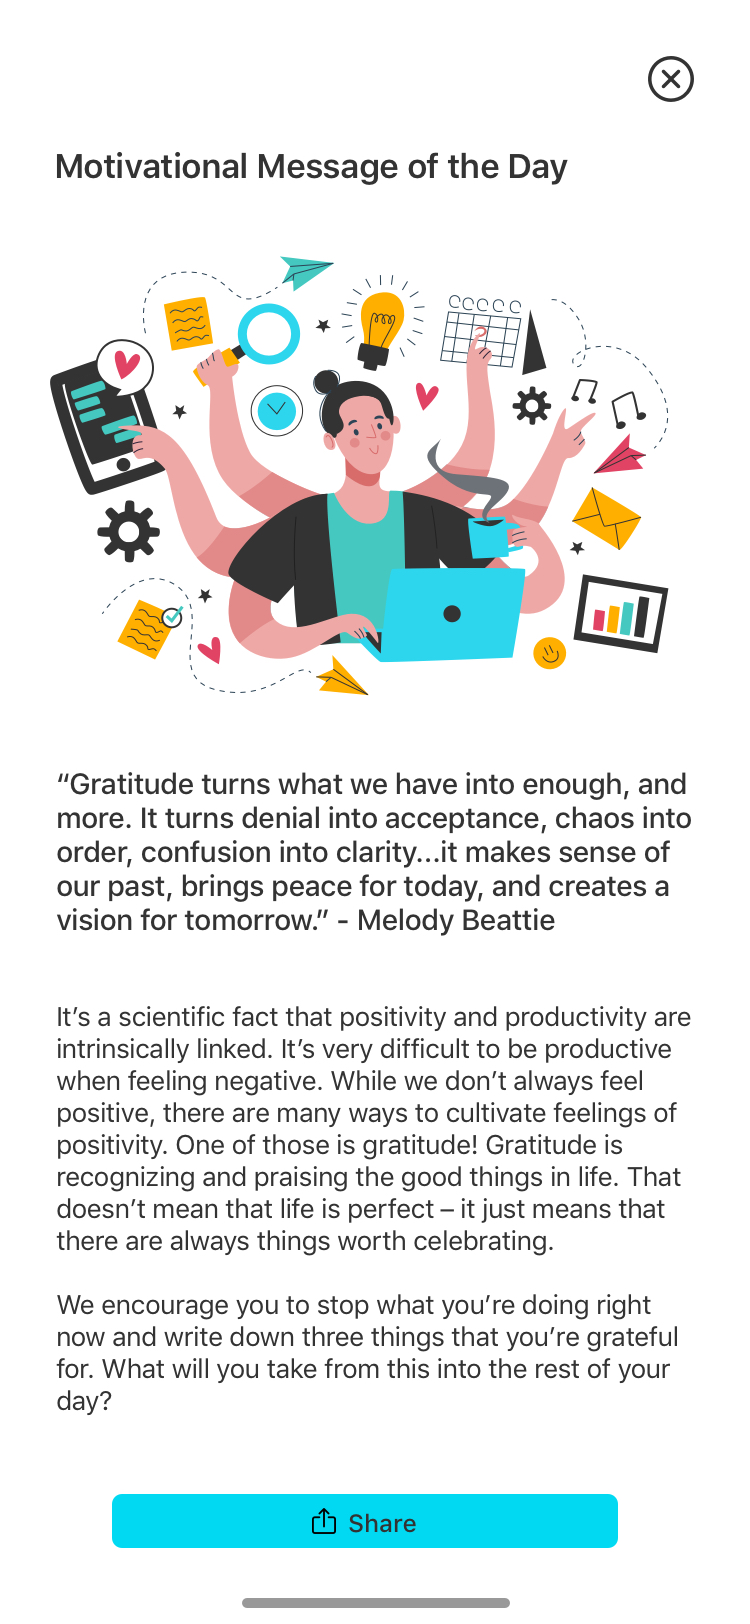 Motivational Message of the Day
“Gratitude turns what we have into enough, and
more. It turns denial into acceptance, chaos into
order, confusion into clarity...it makes sense of
our past, brings peace for today, and creates a
vision for tomorrow.” - Melody Beattie
It’s a scientific fact that positivity and productivity are
intrinsically linked. It’s very difficult to be productive
when feeling negative. While we don’t always feel
positive, there are many ways to cultivate feelings of
positivity. One of those is gratitude! Gratitude is
recognizing and praising the good things in life. That
doesn’t mean that life is perfect – it just means that
there are always things worth celebrating.
We encourage you to stop what you’re doing right
now and write down three things that you’re grateful
for. What will you take from this into the rest of your
day?
Share